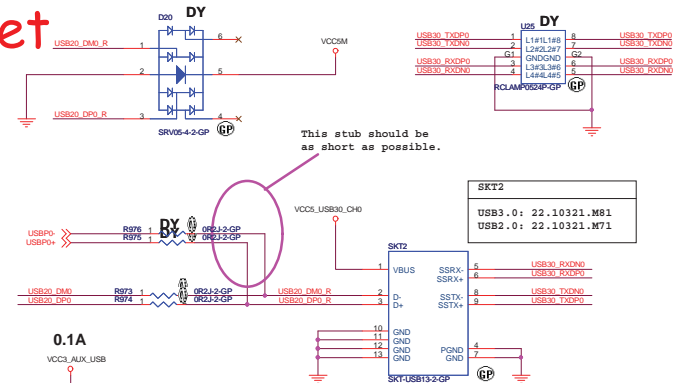 et
D20 DY
USB20_DM0_R 1 6
2 5
VCC5M
USB20_DP0_R 3 4
SRV05-4-2-GP GP
U25 DY
USB30_TXDP0 1 L1#1L1#8 8 USB30_TXDP0
USB30_TXDN0 2 L2#2L2#7 7 USB30_TXDN0
G1 GNDGND G2
USB30_RXDP0 3 L3#3L3#6 6 USB30_RXDP0
USB30_RXDN0 4 L4#4L4#5 5 USB30_RXDN0
RCLAMP0524P-GP GP
This stub should be
as short as possible.
SKT2
USB3.0: 22.10321.M81
USB2.0: 22.10321.M71
VCC5_USB30_CH0
DY
DY
USBP0- R976 1 0R2J-2-GP
USBP0+ R975 1 0R2J-2-GP
USB20_DM0 R973 1 0R2J-2-GP USB20_DM0_R
USB20_DP0 R974 1 0R2J-2-GP USB20_DP0_R
SKT2
1 VBUS SSRX- 5 USB30_RXDN0
SSRX+ 6 USB30_RXDP0
2 D- SSTX- 8 USB30_TXDN0
3 D+ SSTX+ 9 USB30_TXDP0
10 GND
11 GND
12 GND PGND 4
13 GND GND 7
SKT-USB13-2-GP GP
0.1A
VCC3_AUX_USB